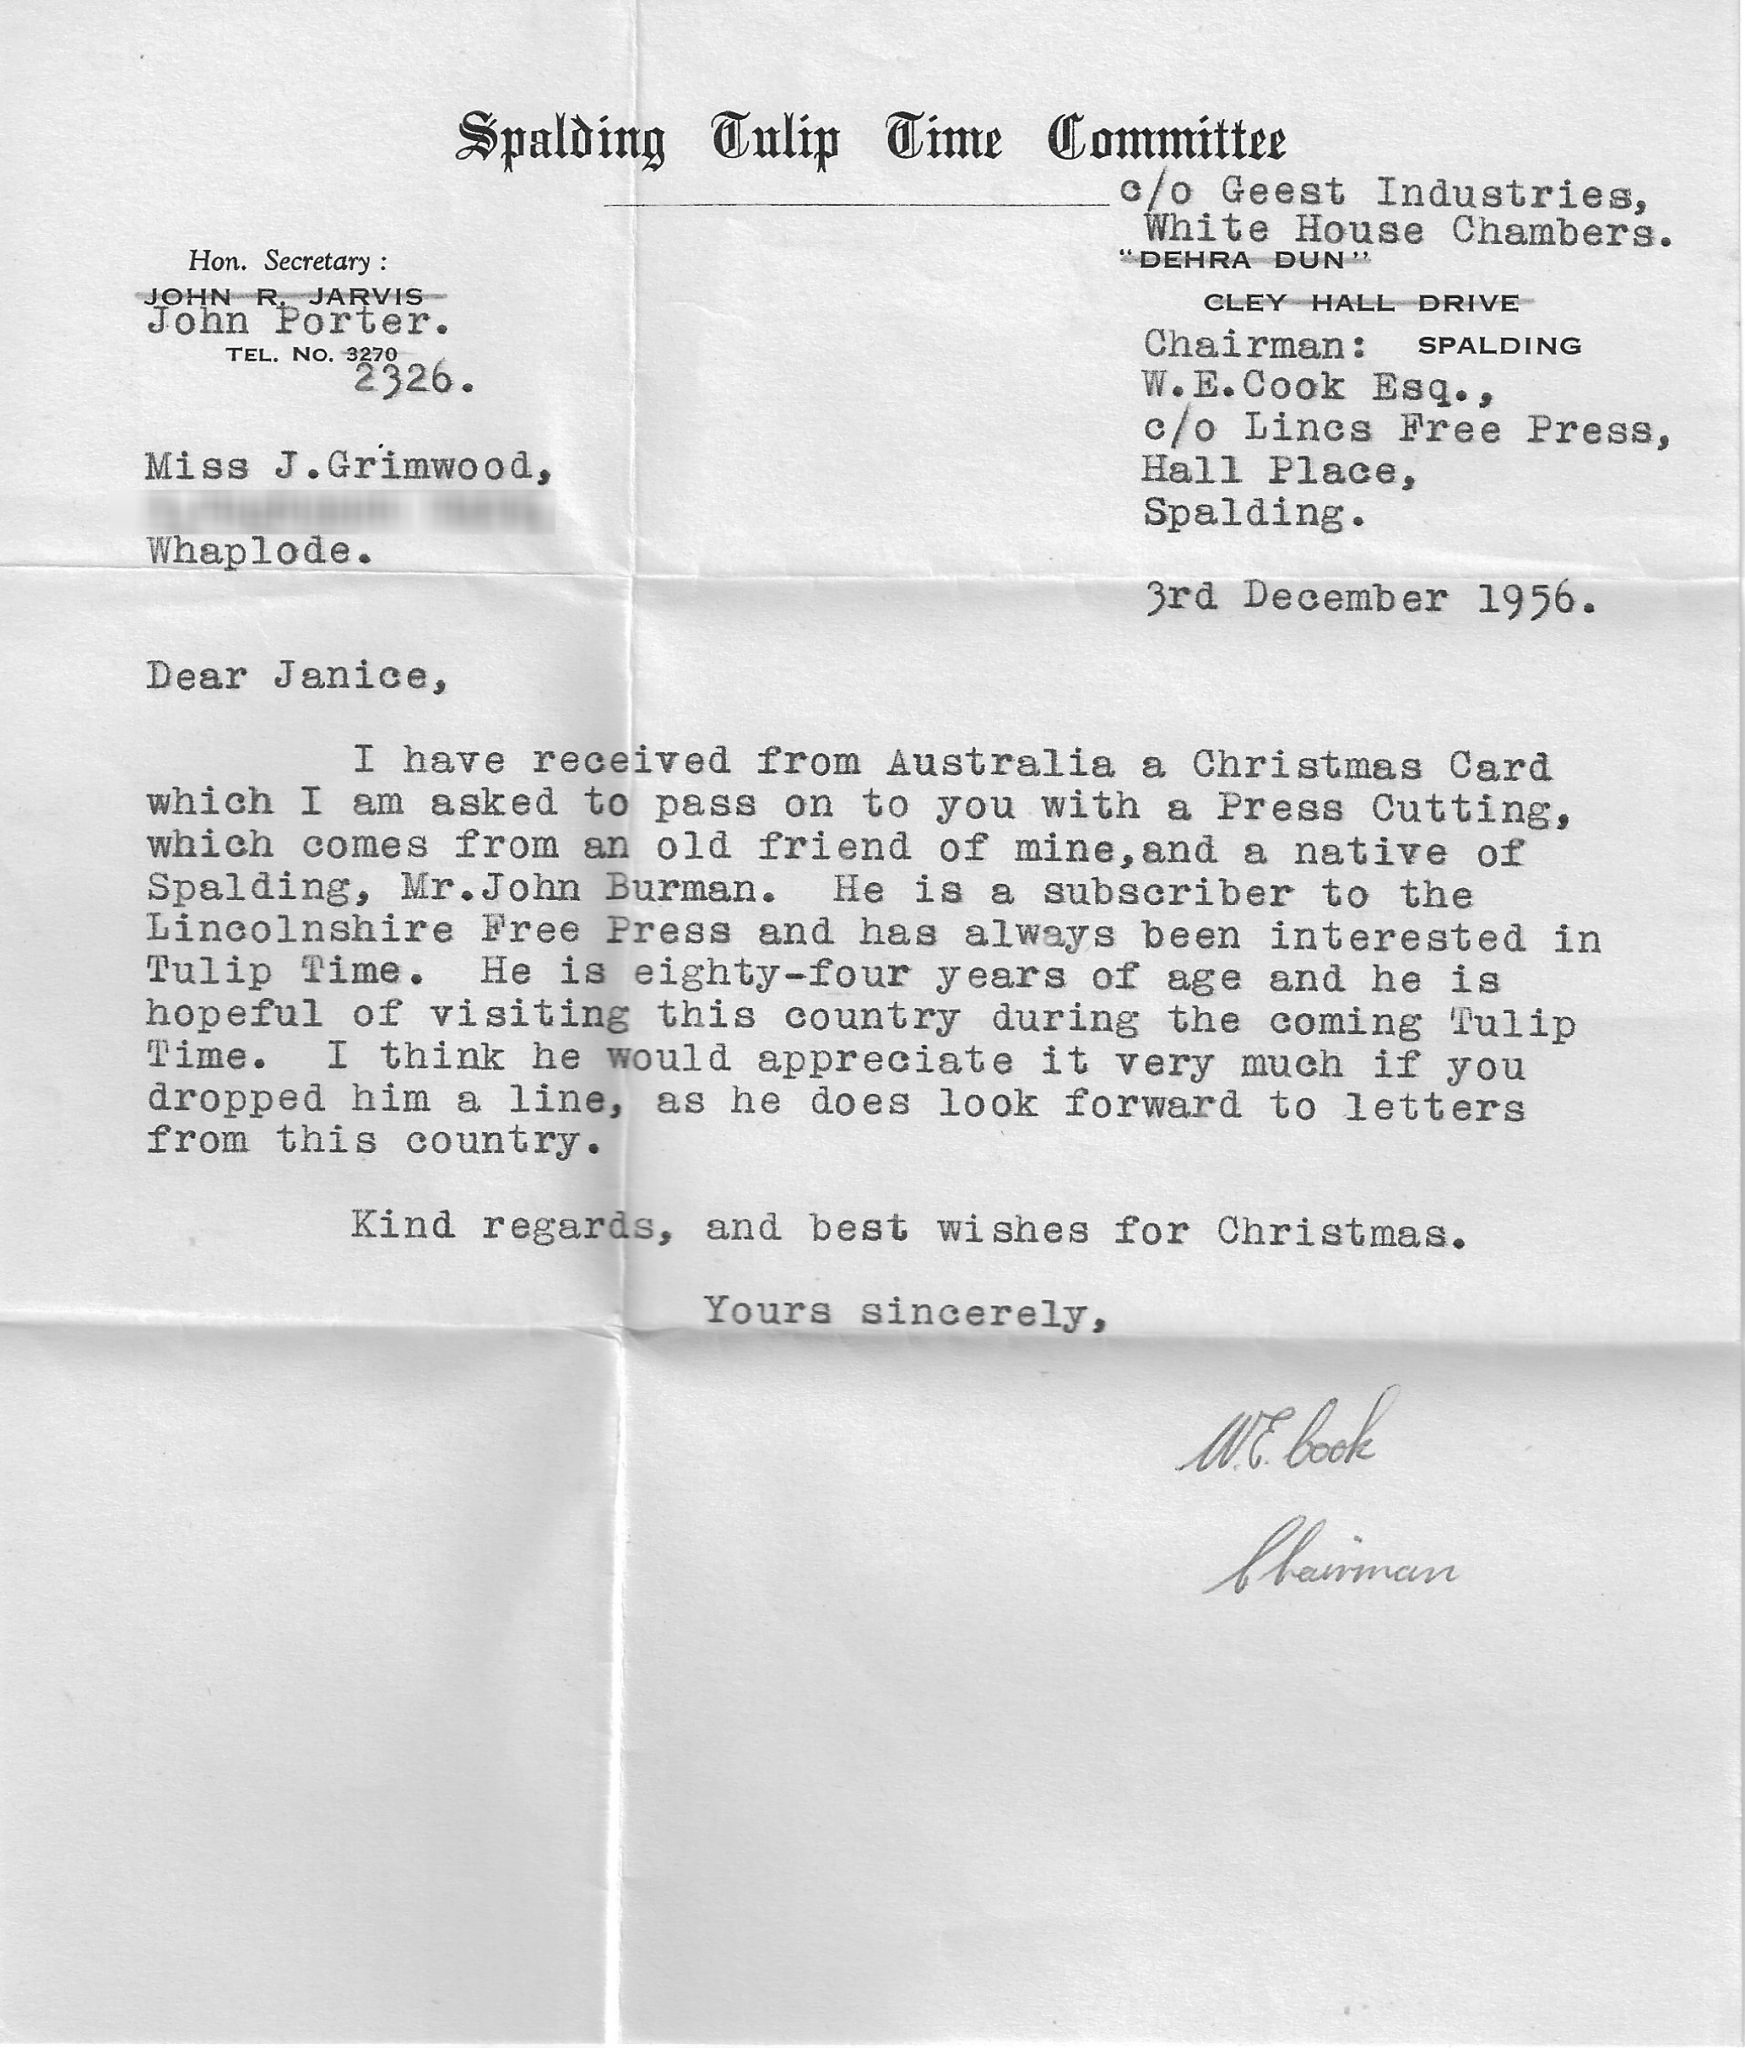 Spalding Tulip Time Committee
c/o Geest Industries,
White House Chambers.
"DEHRA DUN"
CLEY HALL DRIVE
SPALDING
Hon. Secretary :
JOHN R. JARVIS
John Porter.
TEL. NO. 3270
2326.
Chairman:
W.E.Cook Esq.,
c/o Lincs Free Press,
Hall Place,
Spalding.
Miss J.Grimwood,
Whaplode.
3rd December 1956.
Dear Janice,
I have received from Australia a Christmas Card
which I am asked to pass on to you with a Press Cutting,
which comes from an old friend of mine,and a native of
Spalding, Mr.John Burman. He is a subscriber to the
Lincolnshire Free Press and has always been interested in
Tulip Time. He is eighty-four years of age and he is
hopeful of visiting this country during the coming Tulip
Time. I think he would appreciate it very much if you
dropped him a line, as he does look forward to letters
from this country.
Kind regards, and best wishes for Christmas.
Yours sincerely,
W.E. Cook
Chairman